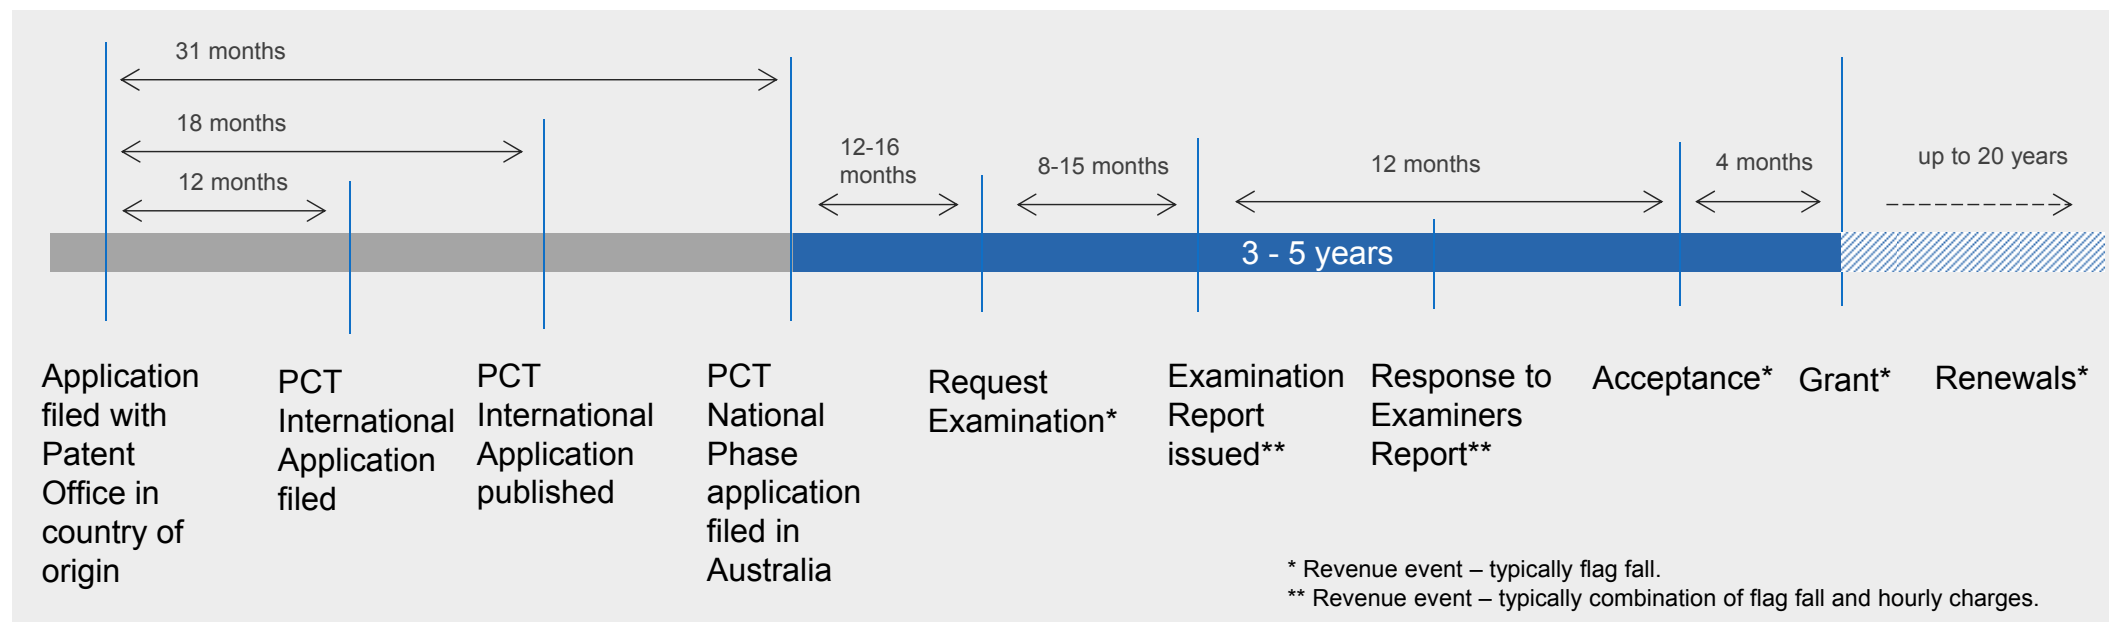 31 months
18 months
12 months
12-16
months
8-15 months
12 months
4 months
up to 20 years
3 - 5 years
Application
filed with
Patent
Office in
country of
origin
PCT
International
Application
filed
PCT
International
Application
published
PCT
National
Phase
application
filed in
Australia
Request
Examination*
Examination
Report
issued**
Response to
Examiners
Report**
Acceptance*
Grant*
Renewals*
* Revenue event – typically flag fall.
** Revenue event – typically combination of flag fall and hourly charges.